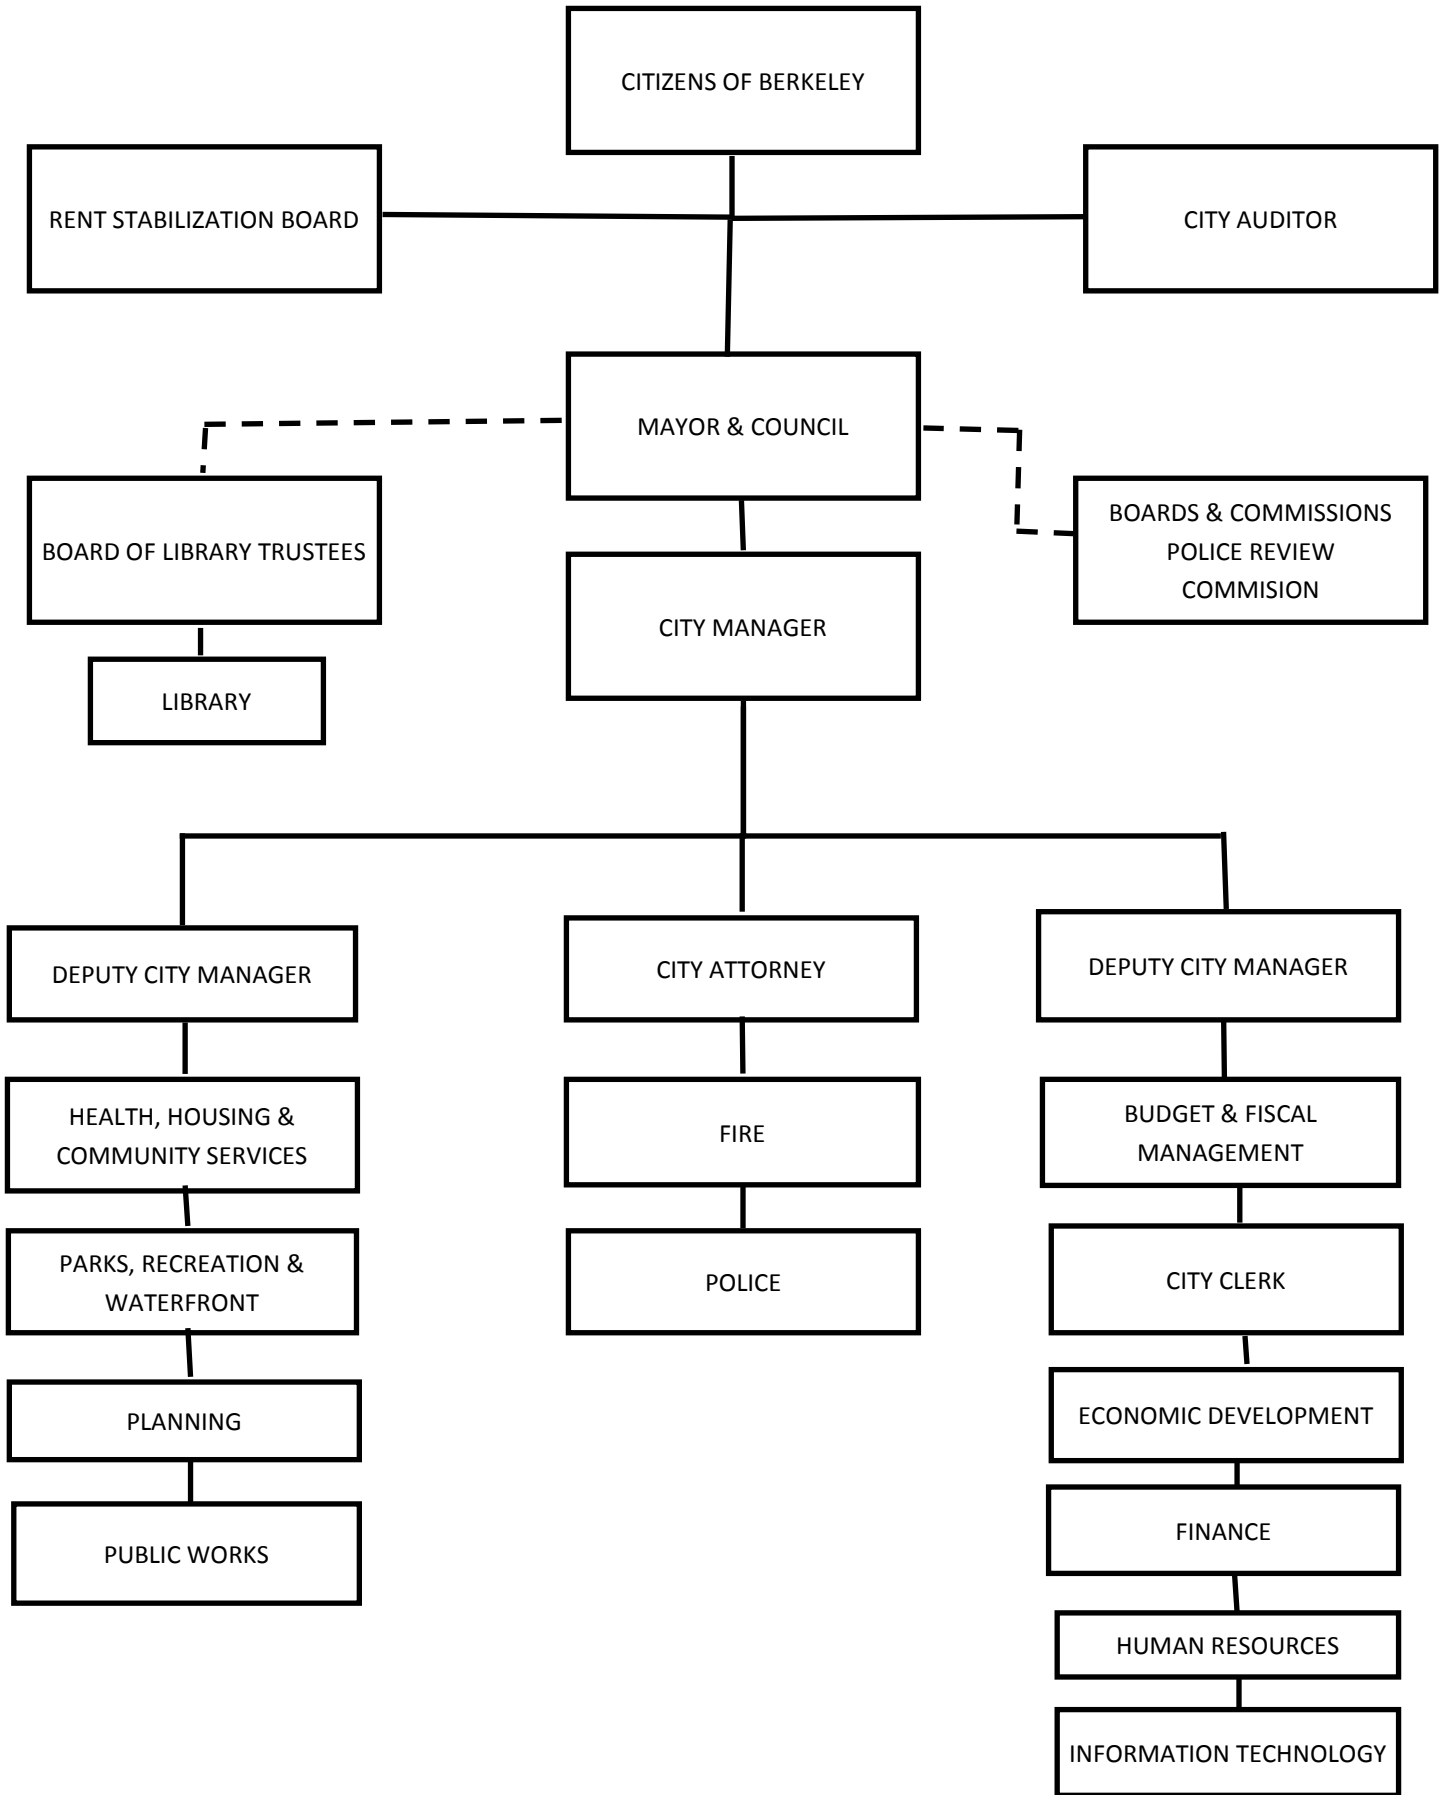 CITIZENS OF BERKELEY
RENT STABILIZATION BOARD
CITY AUDITOR
MAYOR & COUNCIL
BOARD OF LIBRARY TRUSTEES
BOARDS & COMMISSIONS
POLICE REVIEW
COMMISION
CITY MANAGER
LIBRARY
DEPUTY CITY MANAGER
CITY ATTORNEY
DEPUTY CITY MANAGER
HEALTH, HOUSING &
COMMUNITY SERVICES
FIRE
BUDGET & FISCAL
MANAGEMENT
PARKS, RECREATION &
WATERFRONT
POLICE
CITY CLERK
PLANNING
ECONOMIC DEVELOPMENT
PUBLIC WORKS
FINANCE
HUMAN RESOURCES
INFORMATION TECHNOLOGY